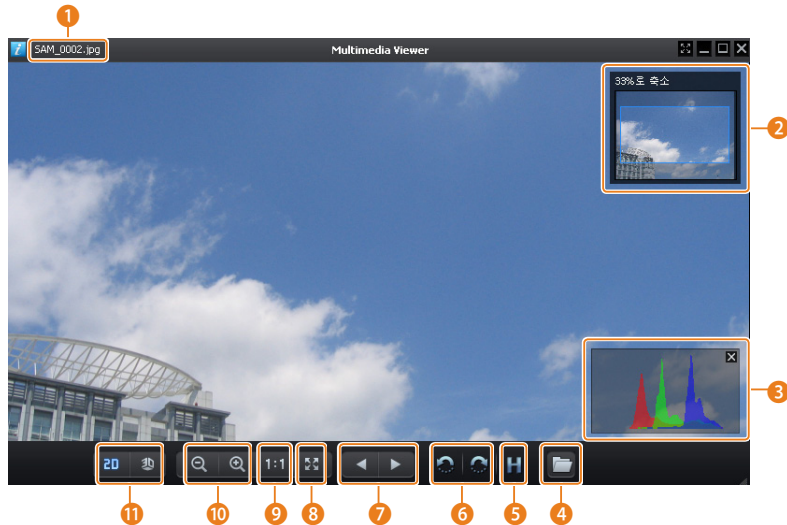 1
i SAM_0002.jpg Multimedia Viewer
33%로 축소
2
3
2D 3D 1:1 H
11 10 9 8 7 6 5 4